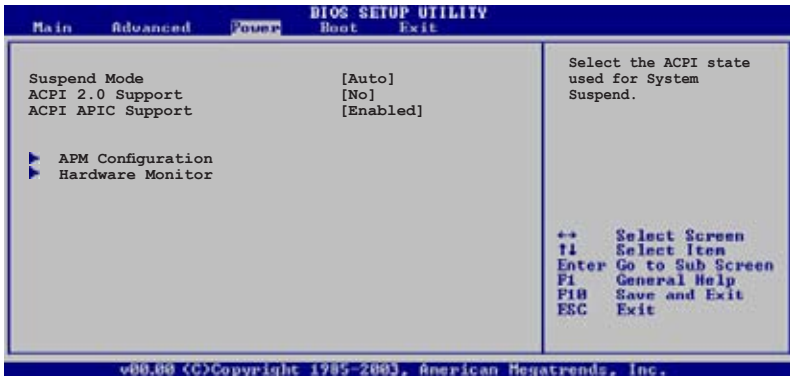 BIOS SETUP UTILITY
Main Advanced Power Boot Exit
Suspend Mode [Auto]
ACPI 2.0 Support [No]
ACPI APIC Support [Enabled]
APM Configuration
Hardware Monitor
Select the ACPI state
used for System
Suspend.
↔ Select Screen
↑↓ Select Item
Enter Go to Sub Screen
F1 General Help
F10 Save and Exit
ESC Exit
v00.00 (C)Copyright 1985-2003, American Megatrends, Inc.